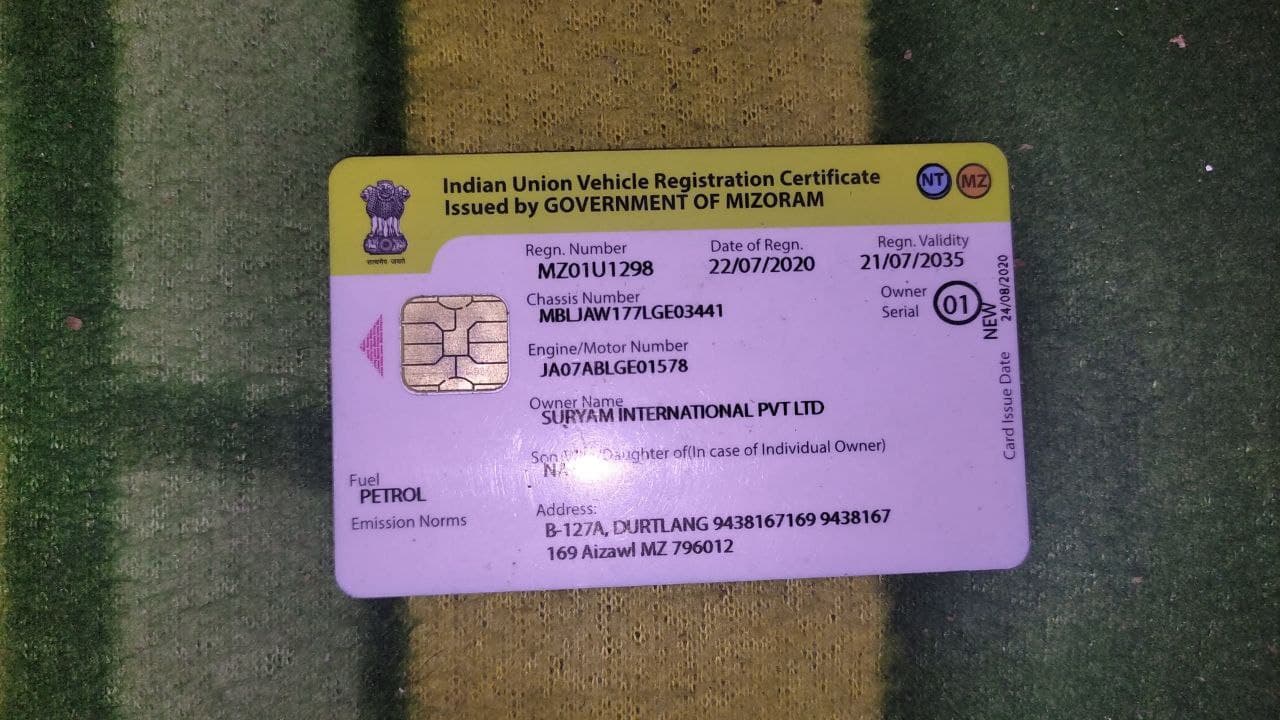 Indian Union Vehicle Registration Certificate
Issued by GOVERNMENT OF MIZORAM
NT MZ
सत्यमेव जयते
Regn. Number
MZ01U1298
Date of Regn.
22/07/2020
Regn. Validity
21/07/2035
Chassis Number
MBLJAW177LGE03441
Owner
Serial
01
NEW
Card Issue Date 24/08/2020
Engine/Motor Number
JA07ABLGE01578
Owner Name
SURYAM INTERNATIONAL PVT LTD
Daughter of(In case of Individual Owner)
NA
Fuel
PETROL
Emission Norms
Address:
B-127A, DURTLANG 9438167169 9438167
169 Aizawl MZ 796012